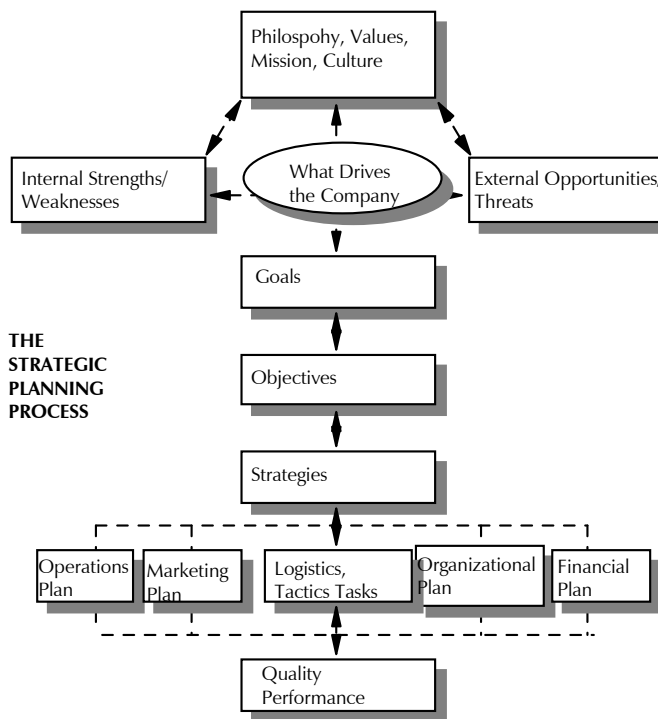 Philospohy, Values,
Mission, Culture
What Drives
the Company
Internal Strengths/
Weaknesses
External Opportunities,
Threats
Goals
THE
STRATEGIC
PLANNING
PROCESS
Objectives
Strategies
Operations
Plan
Marketing
Plan
Logistics,
Tactics Tasks
Organizational
Plan
Financial
Plan
Quality
Performance